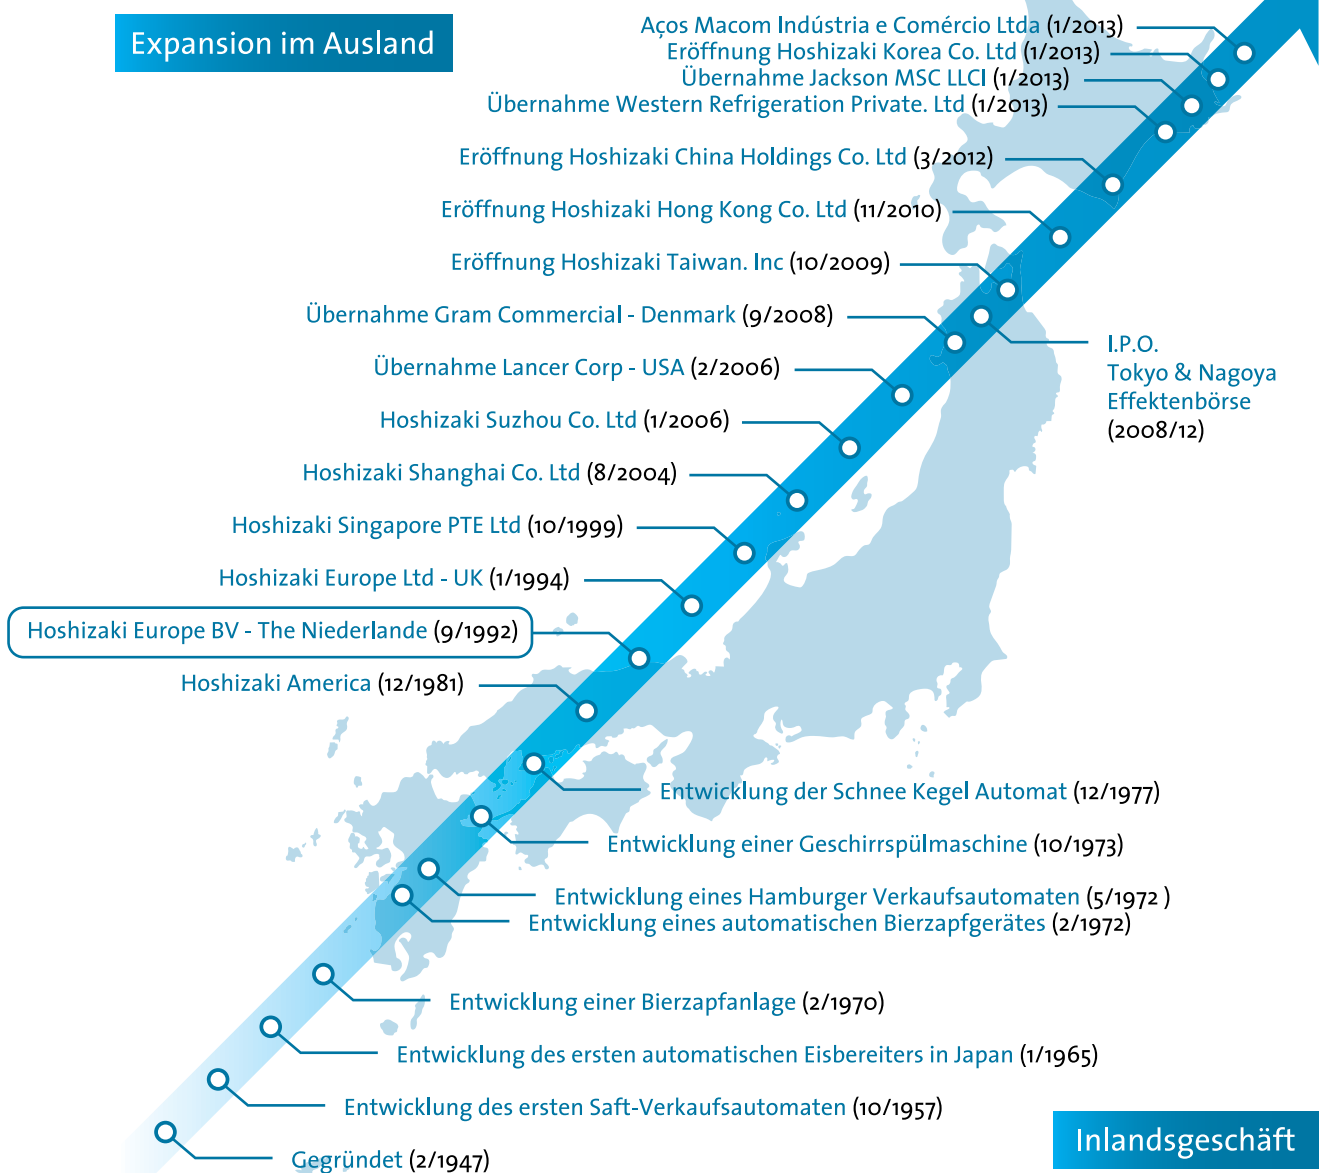 Expansion im Ausland
Aços Macom Indústria e Comércio Ltda (1/2013)
Eröffnung Hoshizaki Korea Co. Ltd (1/2013)
Übernahme Jackson MSC LLCI (1/2013)
Übernahme Western Refrigeration Private. Ltd (1/2013)
Eröffnung Hoshizaki China Holdings Co. Ltd (3/2012)
Eröffnung Hoshizaki Hong Kong Co. Ltd (11/2010)
Eröffnung Hoshizaki Taiwan. Inc (10/2009)
Übernahme Gram Commercial - Denmark (9/2008)
I.P.O.
Tokyo & Nagoya
Effektenbörse
(2008/12)
Übernahme Lancer Corp - USA (2/2006)
Hoshizaki Suzhou Co. Ltd (1/2006)
Hoshizaki Shanghai Co. Ltd (8/2004)
Hoshizaki Singapore PTE Ltd (10/1999)
Hoshizaki Europe Ltd - UK (1/1994)
Hoshizaki Europe BV - The Niederlande (9/1992)
Hoshizaki America (12/1981)
Entwicklung der Schnee Kegel Automat (12/1977)
Entwicklung einer Geschirrspülmaschine (10/1973)
Entwicklung eines Hamburger Verkaufsautomaten (5/1972 )
Entwicklung eines automatischen Bierzapfgerätes (2/1972)
Entwicklung einer Bierzapfanlage (2/1970)
Entwicklung des ersten automatischen Eisbereiters in Japan (1/1965)
Entwicklung des ersten Saft-Verkaufsautomaten (10/1957)
Gegründet (2/1947)
Inlandsgeschäft